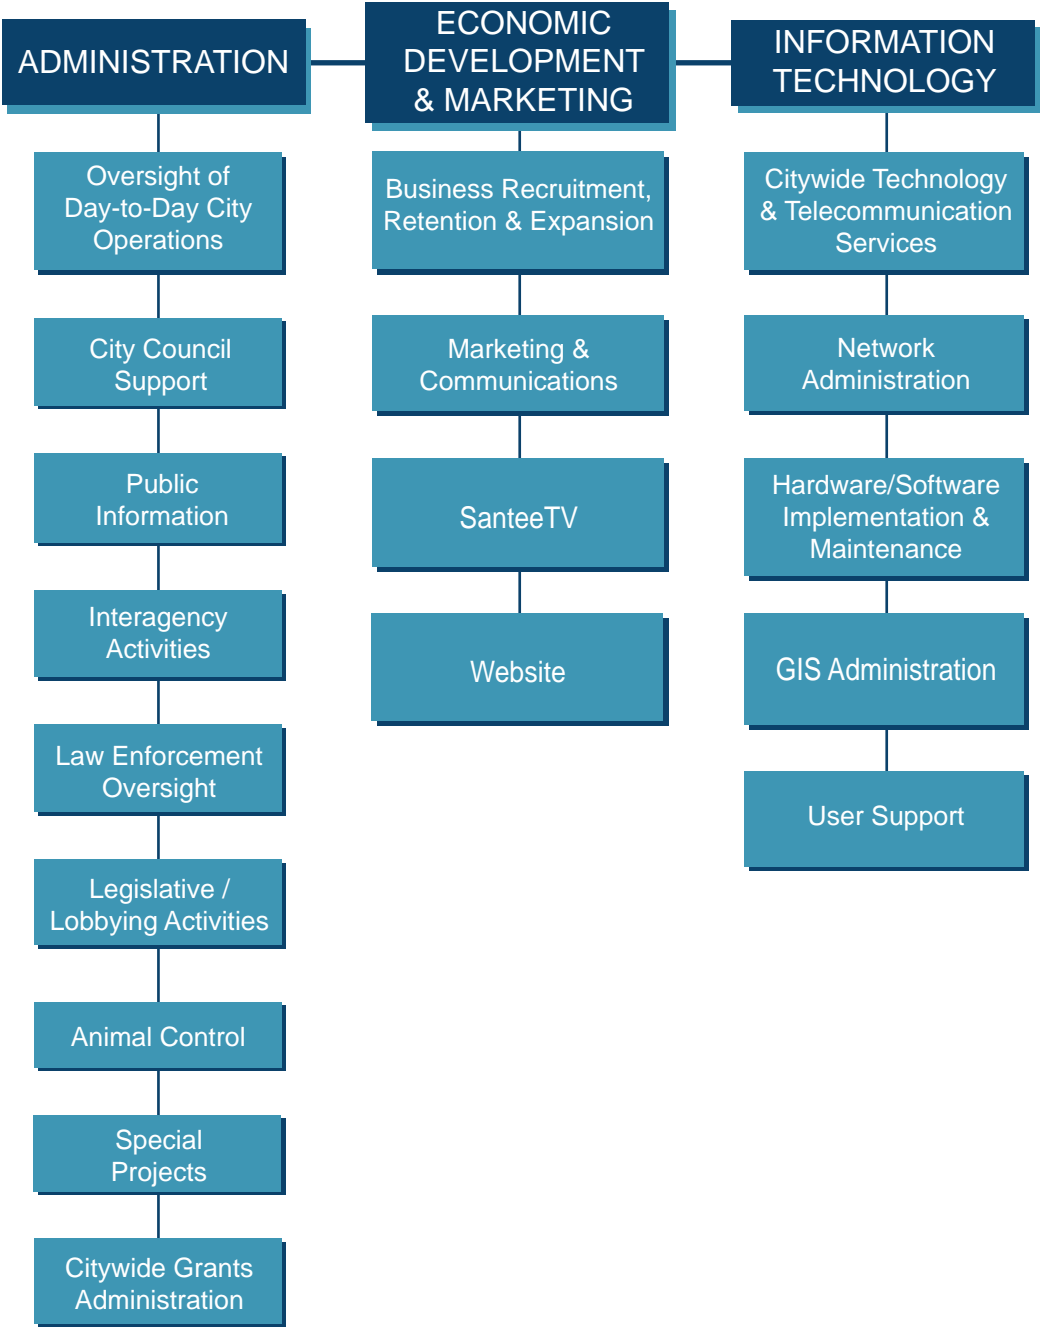 ADMINISTRATION
Oversight of
Day-to-Day City
Operations
City Council
Support
Public
Information
Interagency
Activities
Law Enforcement
Oversight
Legislative /
Lobbying Activities
Animal Control
Special
Projects
Citywide Grants
Administration
ECONOMIC
DEVELOPMENT
& MARKETING
Business Recruitment,
Retention & Expansion
Marketing &
Communications
SanteeTV
Website
INFORMATION
TECHNOLOGY
Citywide Technology
& Telecommunication
Services
Network
Administration
Hardware/Software
Implementation &
Maintenance
GIS Administration
User Support